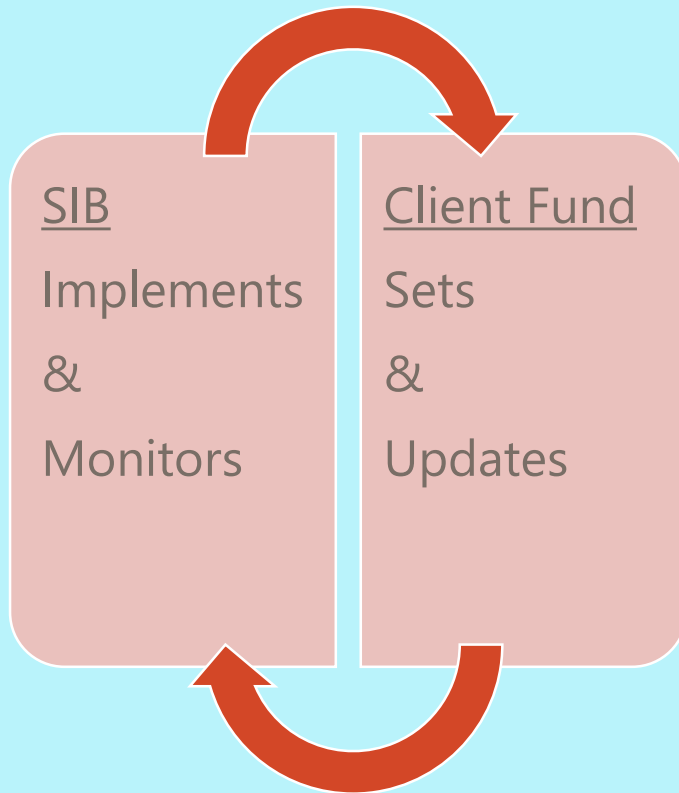 SIB
Implements
&
Monitors
Client Fund
Sets
&
Updates